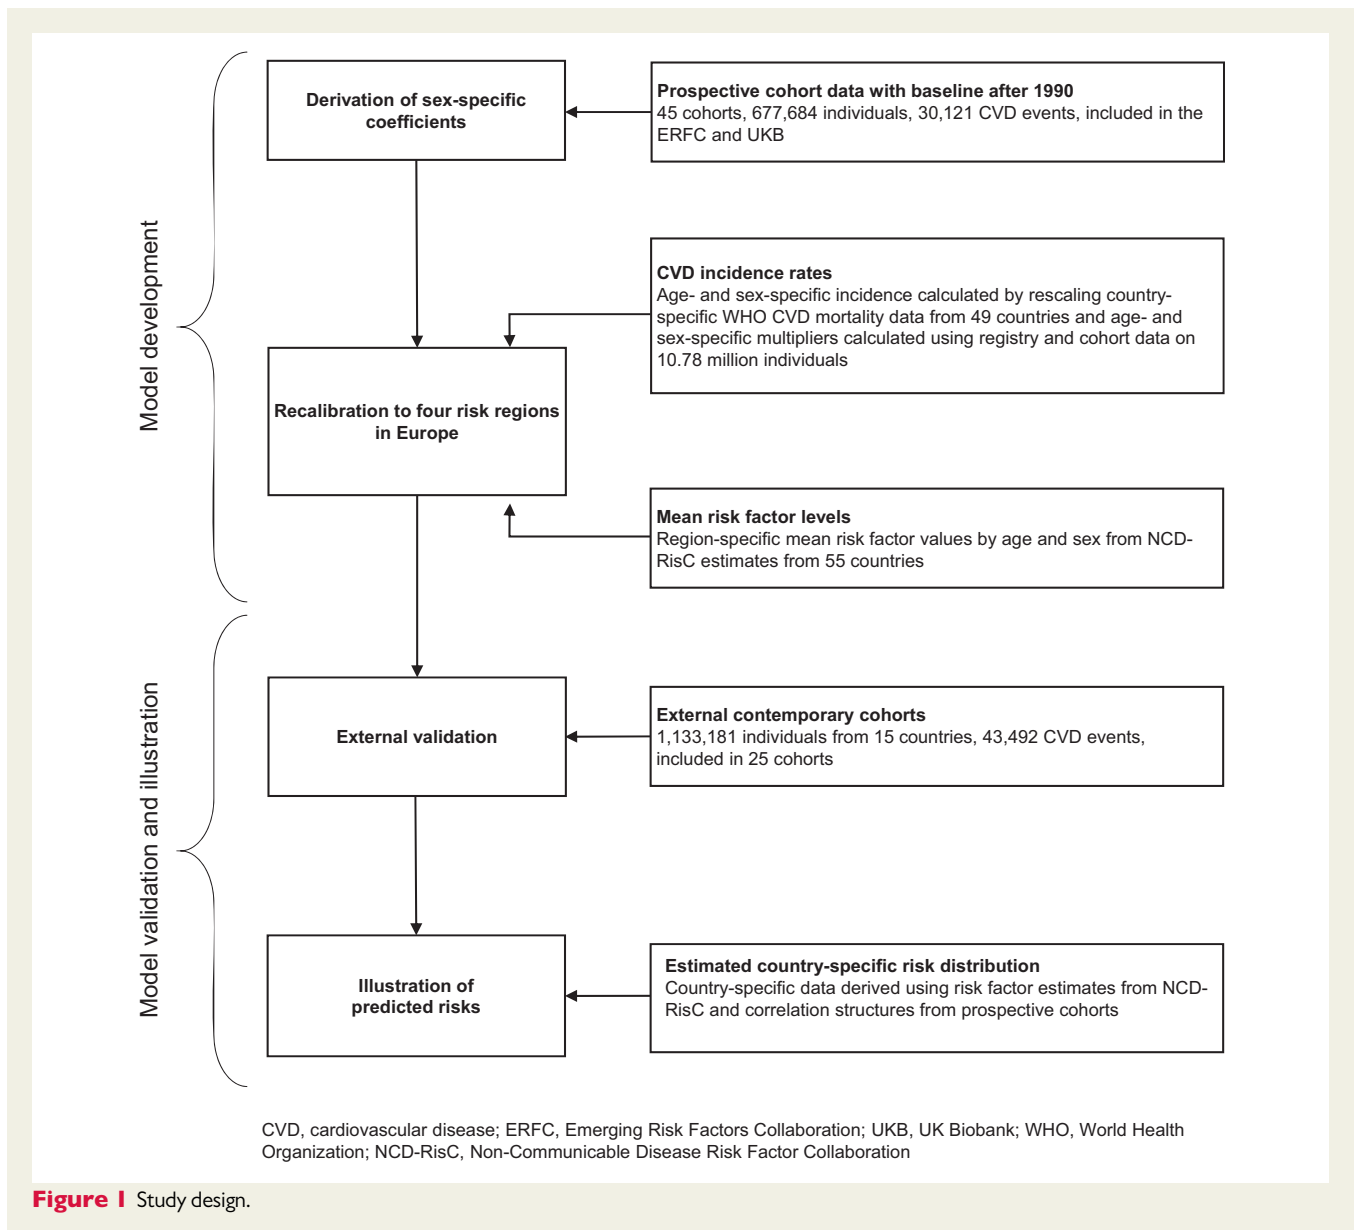 Model development
Derivation of sex-specific
coefficients
Prospective cohort data with baseline after 1990
45 cohorts, 677,684 individuals, 30,121 CVD events, included in the
ERFC and UKB
CVD incidence rates
Age- and sex-specific incidence calculated by rescaling country-
specific WHO CVD mortality data from 49 countries and age- and
sex-specific multipliers calculated using registry and cohort data on
10.78 million individuals
Recalibration to four risk regions
in Europe
Mean risk factor levels
Region-specific mean risk factor values by age and sex from NCD-
RisC estimates from 55 countries
Model validation and illustration
External validation
External contemporary cohorts
1,133,181 individuals from 15 countries, 43,492 CVD events,
included in 25 cohorts
Illustration of
predicted risks
Estimated country-specific risk distribution
Country-specific data derived using risk factor estimates from NCD-
RisC and correlation structures from prospective cohorts
CVD, cardiovascular disease; ERFC, Emerging Risk Factors Collaboration; UKB, UK Biobank; WHO, World Health
Organization; NCD-RisC, Non-Communicable Disease Risk Factor Collaboration
Figure 1 Study design.